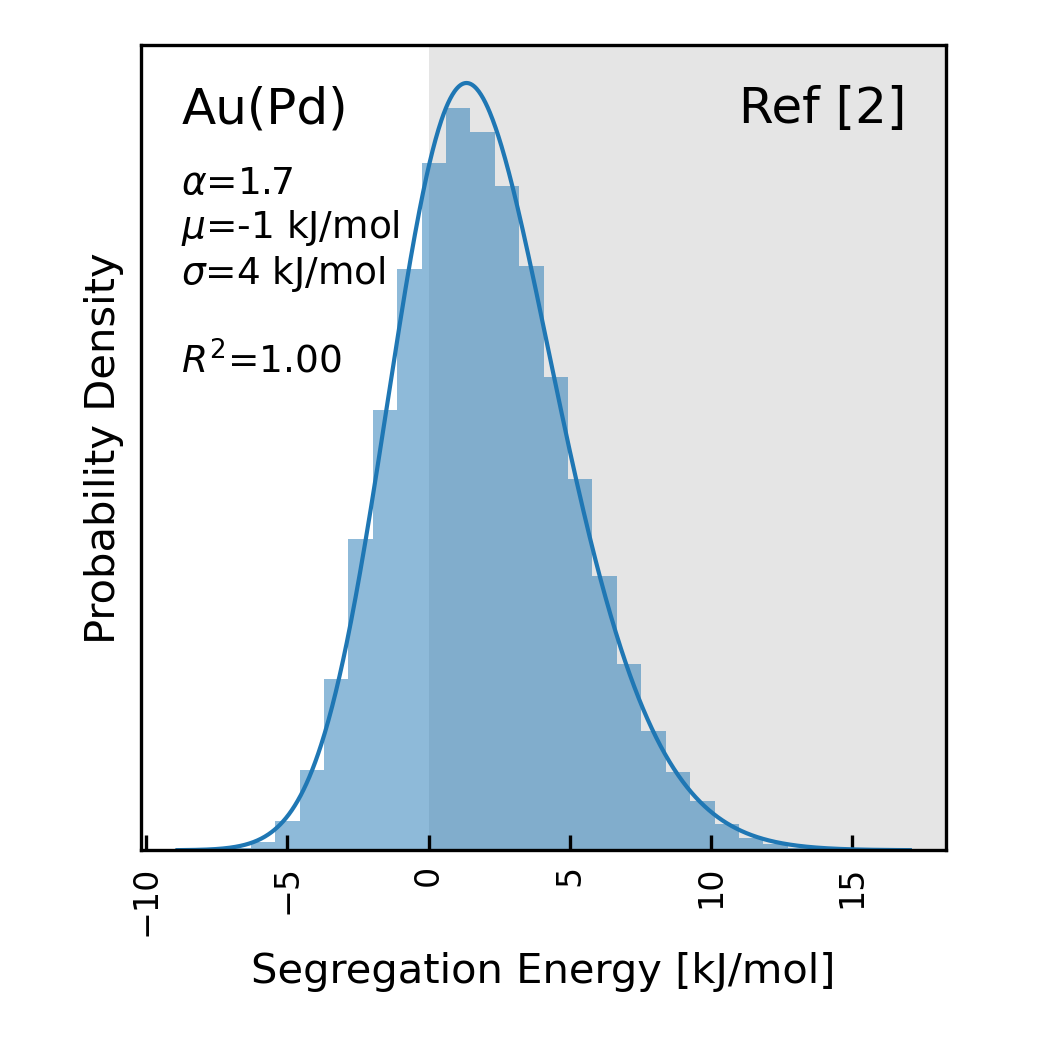 Au(Pd)
Ref [2]
α=1.7
μ=-1 kJ/mol
σ=4 kJ/mol
R²=1.00
Probability Density
−10
−5
0
5
10
15
Segregation Energy [kJ/mol]